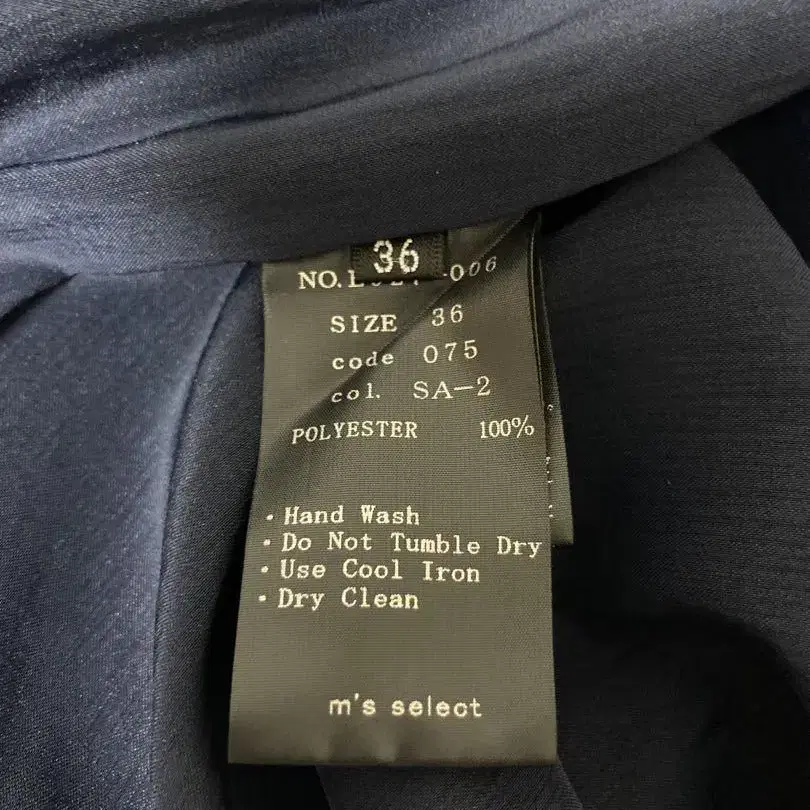 36
NO. -006
SIZE 36
code 075
col. SA-2
POLYESTER 100%
・Hand Wash
・Do Not Tumble Dry
・Use Cool Iron
・Dry Clean
m's select